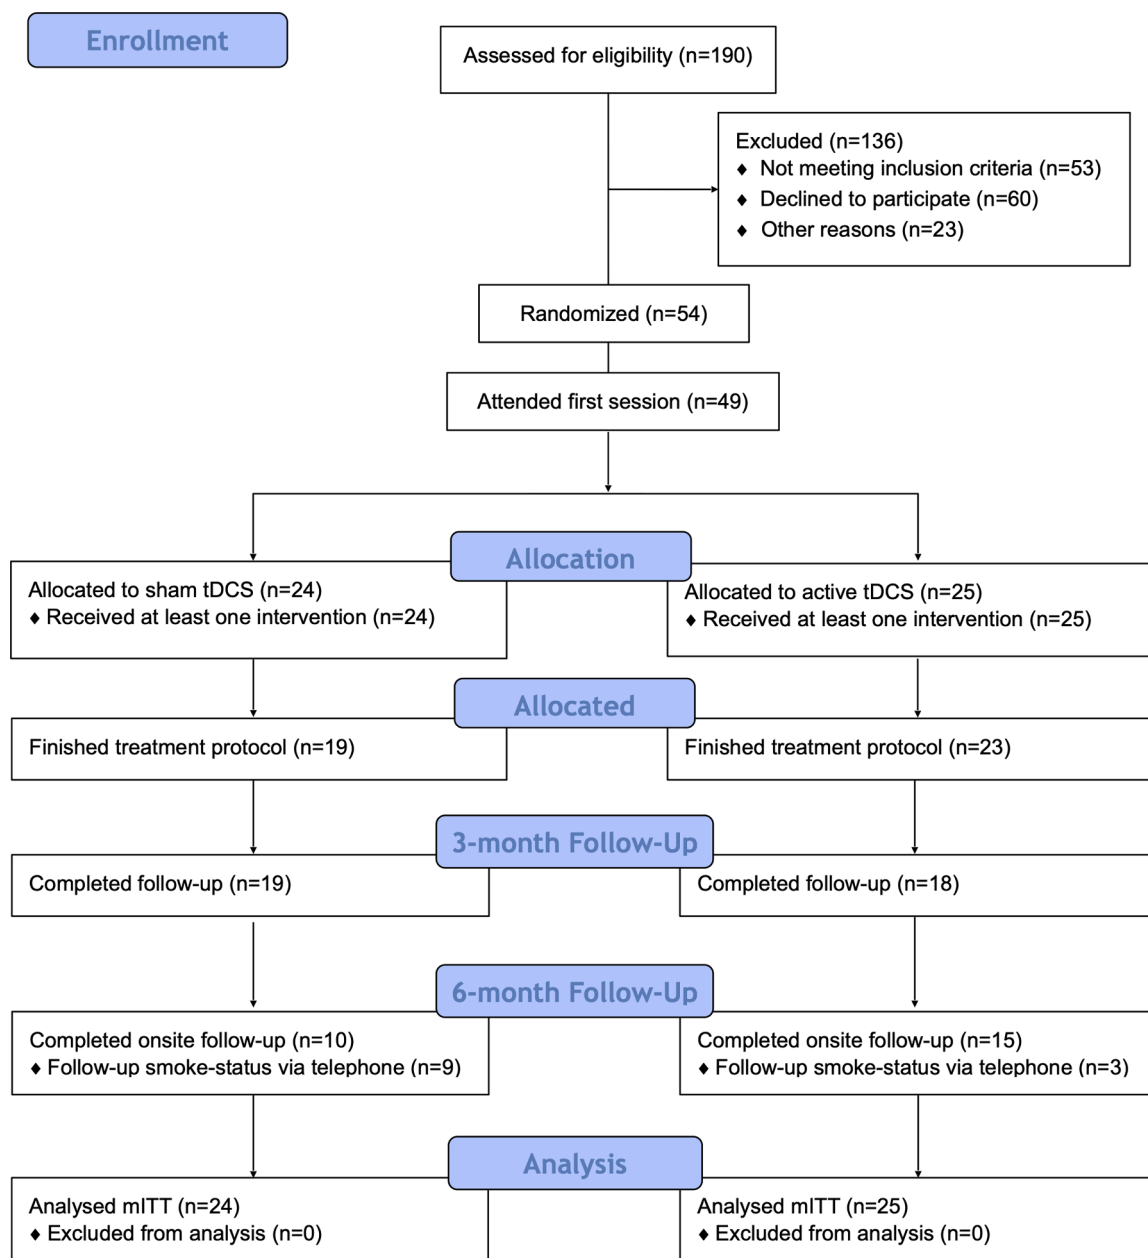 Enrollment
Assessed for eligibility (n=190)
Excluded (n=136)
♦ Not meeting inclusion criteria (n=53)
♦ Declined to participate (n=60)
♦ Other reasons (n=23)
Randomized (n=54)
Attended first session (n=49)
Allocation
Allocated to sham tDCS (n=24)
♦ Received at least one intervention (n=24)
Allocated to active tDCS (n=25)
♦ Received at least one intervention (n=25)
Allocated
Finished treatment protocol (n=19)
Finished treatment protocol (n=23)
3-month Follow-Up
Completed follow-up (n=19)
Completed follow-up (n=18)
6-month Follow-Up
Completed onsite follow-up (n=10)
♦ Follow-up smoke-status via telephone (n=9)
Completed onsite follow-up (n=15)
♦ Follow-up smoke-status via telephone (n=3)
Analysis
Analysed mITT (n=24)
♦ Excluded from analysis (n=0)
Analysed mITT (n=25)
♦ Excluded from analysis (n=0)